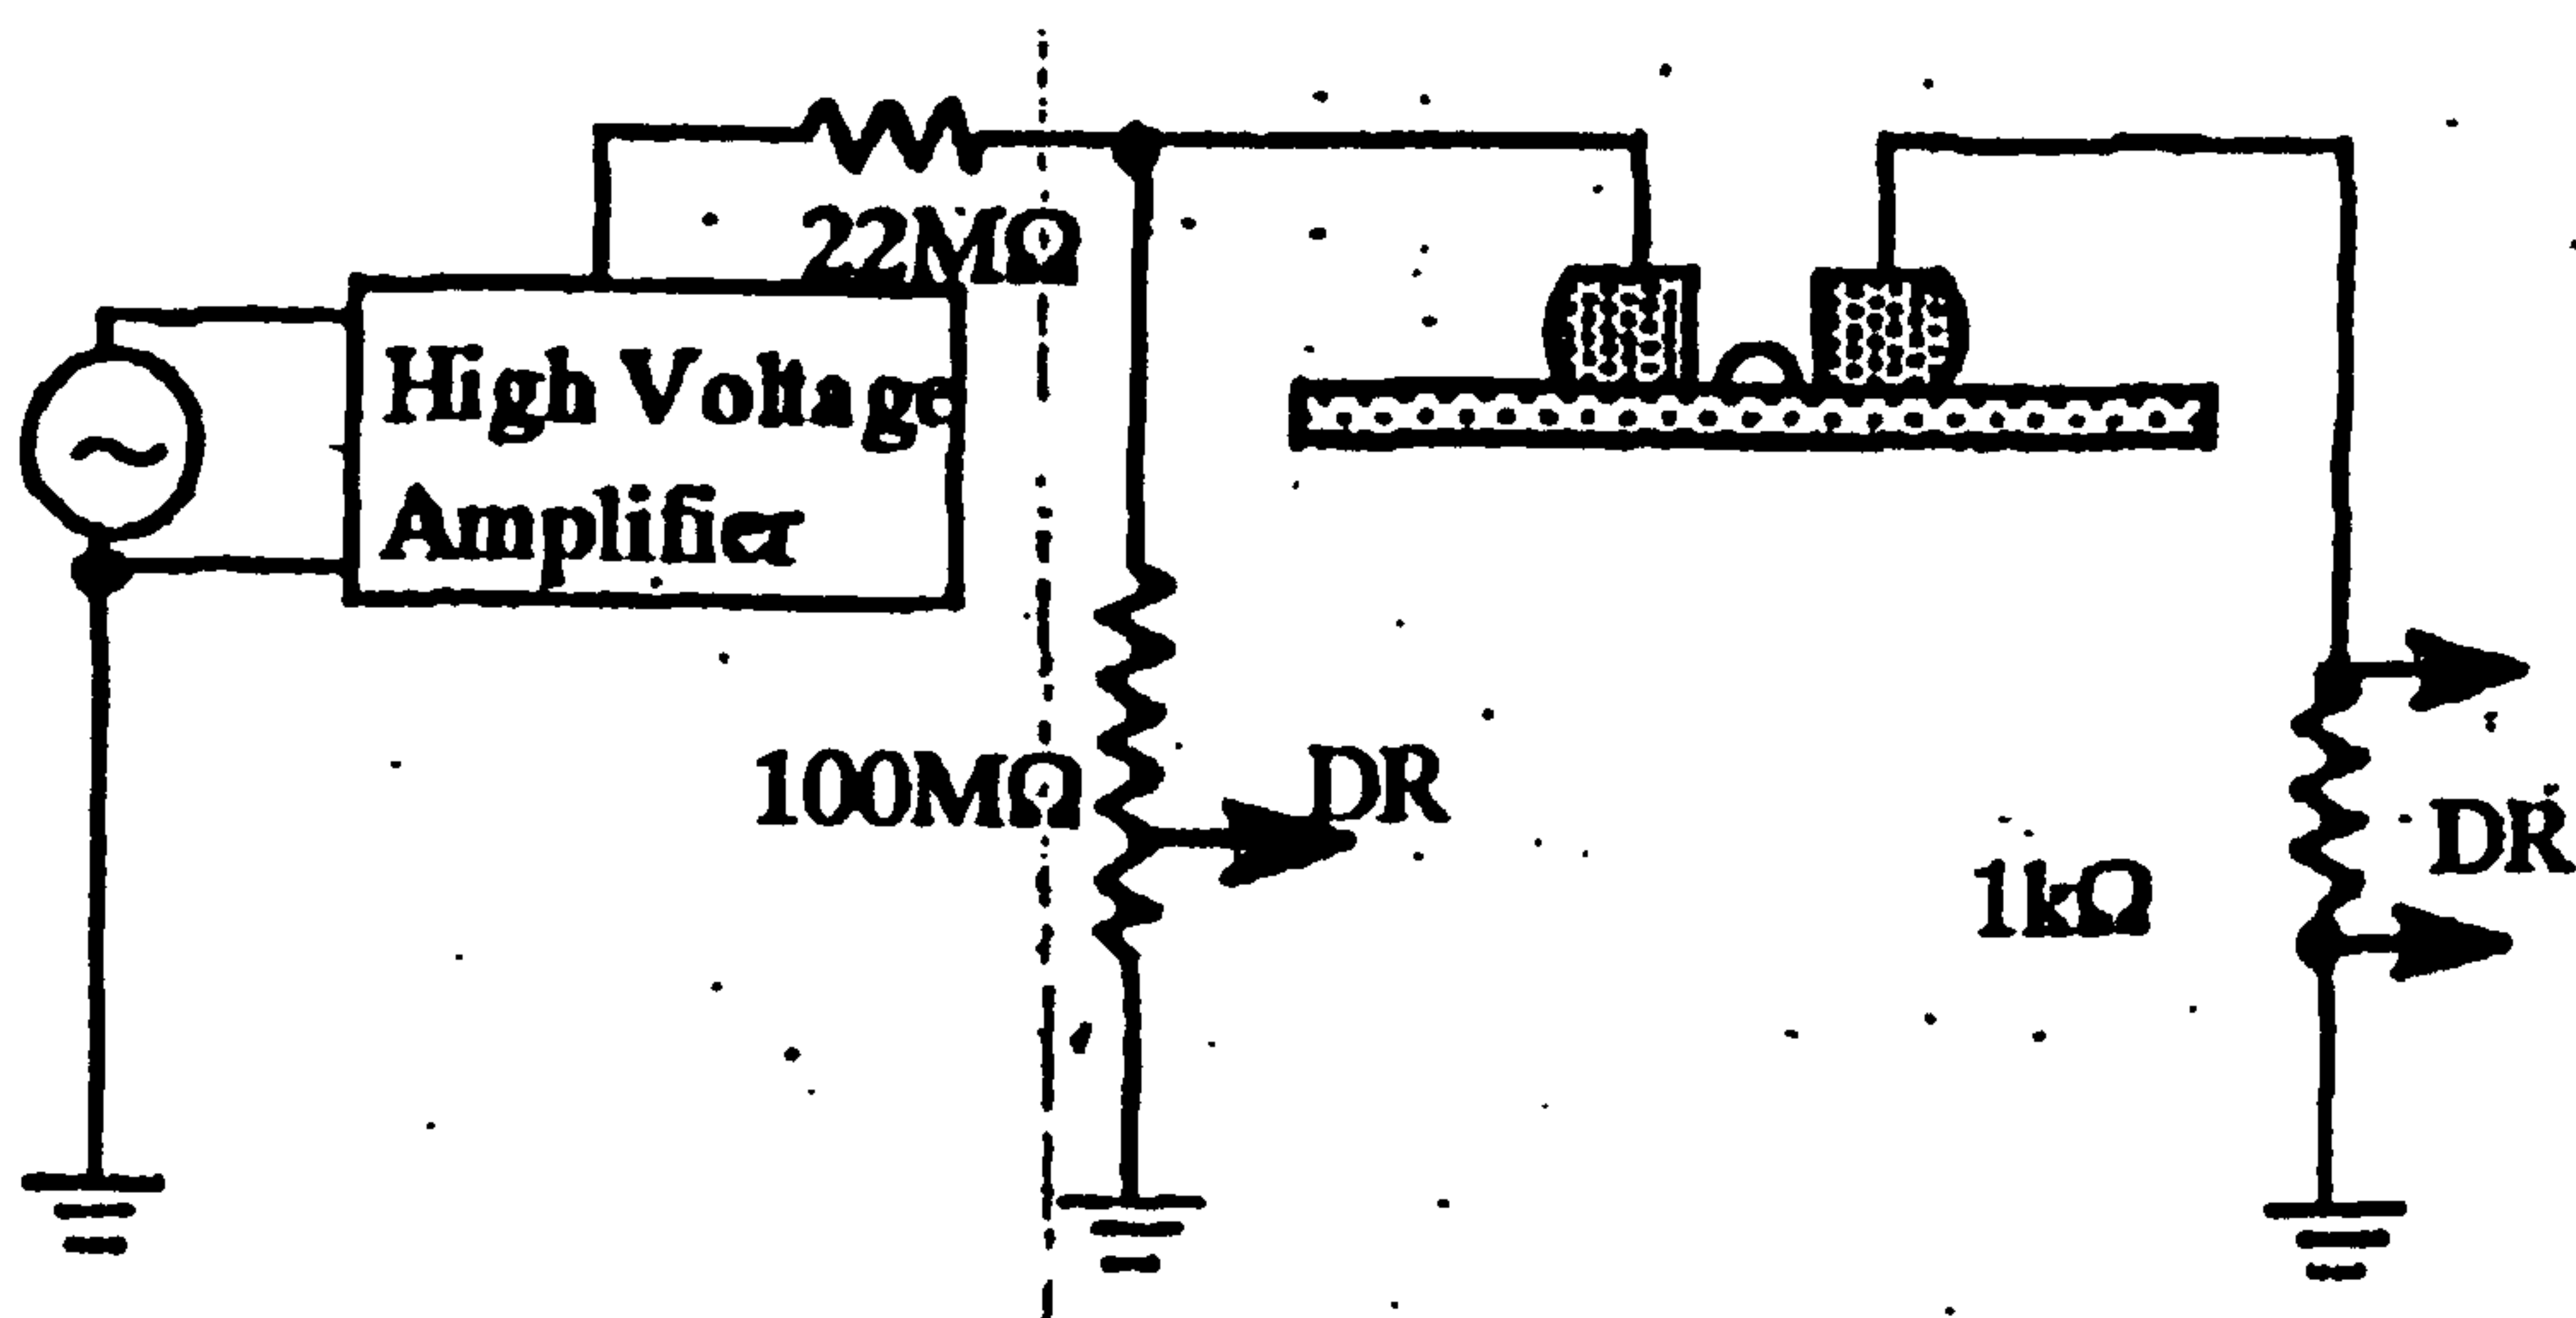 22MΩ
High Voltage
Amplifier
100MΩ
DR
1kΩ
DR